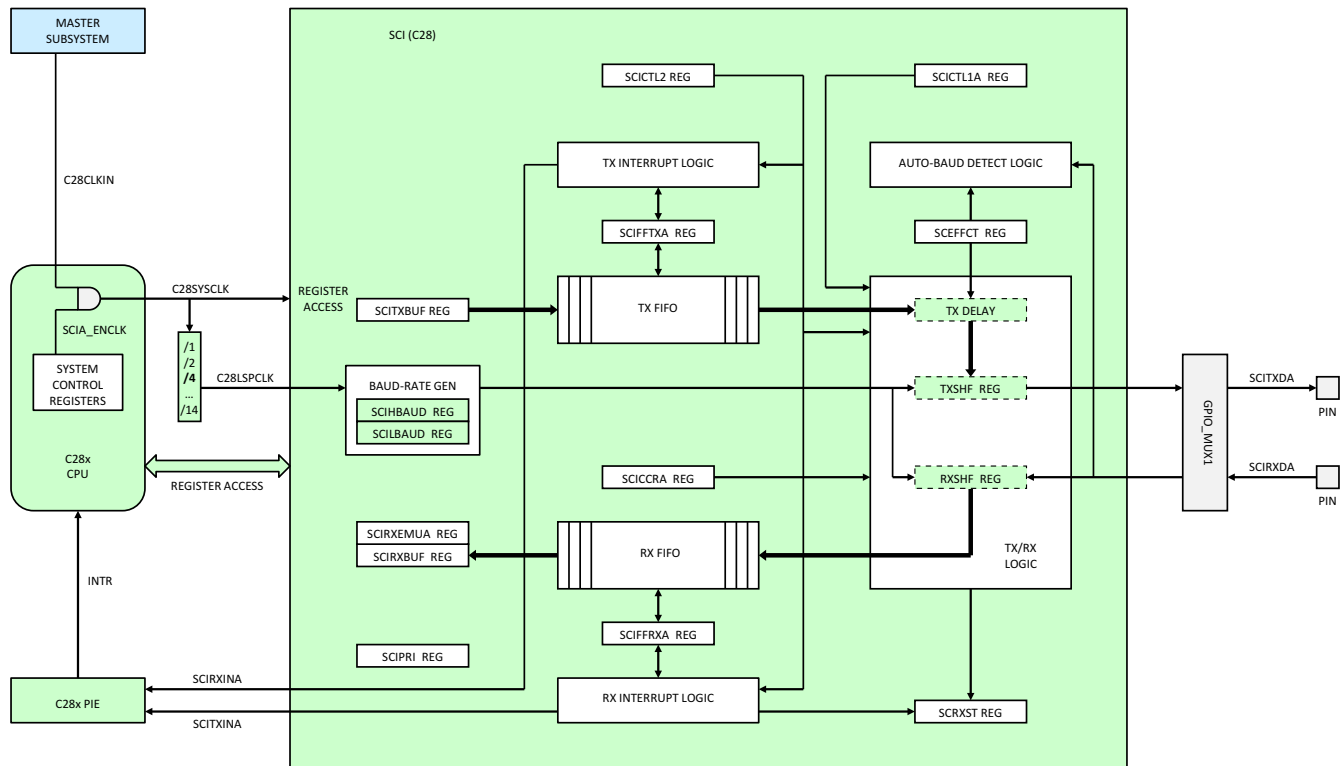 MASTER
SUBSYSTEM
SCI (C28)
SCICTL2 REG
SCICTL1A REG
TX INTERRUPT LOGIC
AUTO-BAUD DETECT LOGIC
C28CLKIN
SCIFFTXA REG
SCEFFCT REG
C28SYSCLK
REGISTER
ACCESS
SCITXBUF REG
TX FIFO
TX DELAY
SCIA_ENCLK
/1
/2
/4
...
/14
SYSTEM
CONTROL
REGISTERS
C28LSPCLK
BAUD-RATE GEN
SCIHBAUD REG
SCILBAUD REG
TXSHF REG
GPIO_MUX1
SCITXDA
PIN
C28x
CPU
REGISTER ACCESS
SCICCRA REG
RXSHF REG
SCIRXDA
PIN
SCIRXEMUA REG
SCIRXBUF REG
RX FIFO
TX/RX
LOGIC
INTR
SCIFFRXA REG
SCIPRI REG
SCIRXINA
C28x PIE
RX INTERRUPT LOGIC
SCRXST REG
SCITXINA